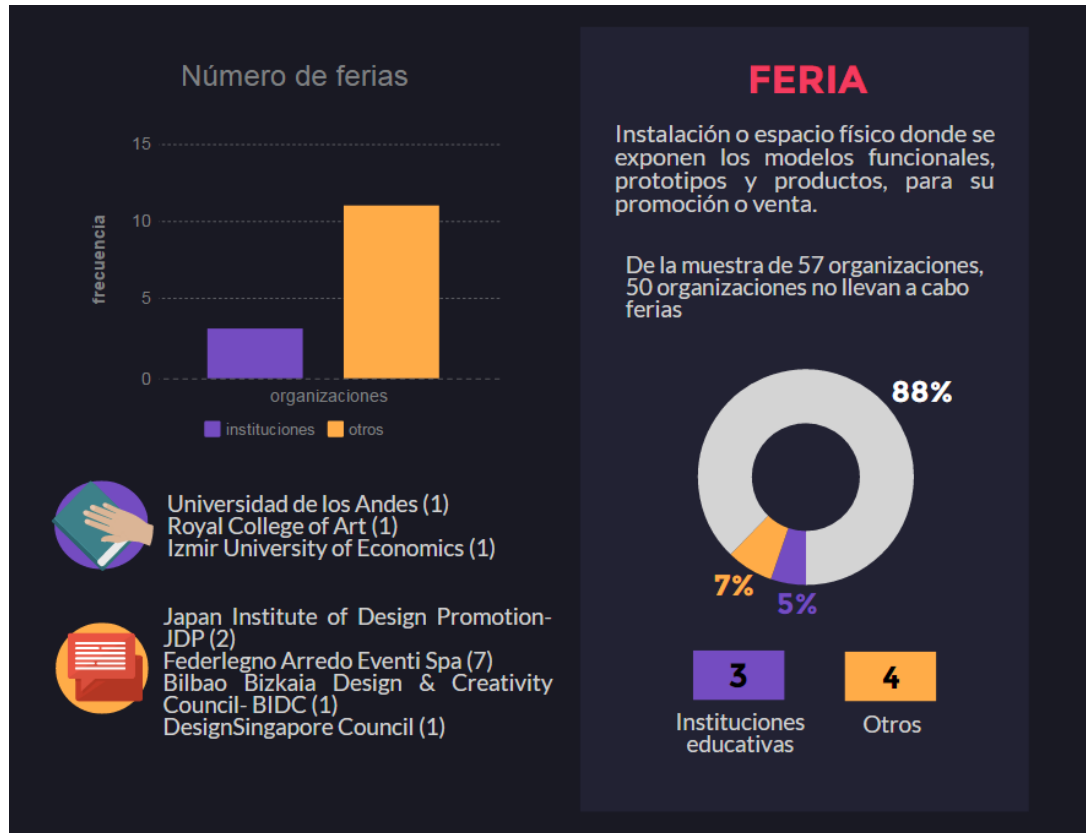 Número de ferias
15
10
5
0
frecuencia
organizaciones
instituciones
otros
Universidad de los Andes (1)
Royal College of Art (1)
Izmir University of Economics (1)
Japan Institute of Design Promotion-
JDP (2)
Federlegno Arredo Eventi Spa (7)
Bilbao Bizkaia Design & Creativity
Council- BIDC (1)
DesignSingapore Council (1)
FERIA
Instalación o espacio físico donde se
exponen los modelos funcionales,
prototipos y productos, para su
promoción o venta.
De la muestra de 57 organizaciones,
50 organizaciones no llevan a cabo
ferias
88%
7%
5%
3
Instituciones
educativas
4
Otros